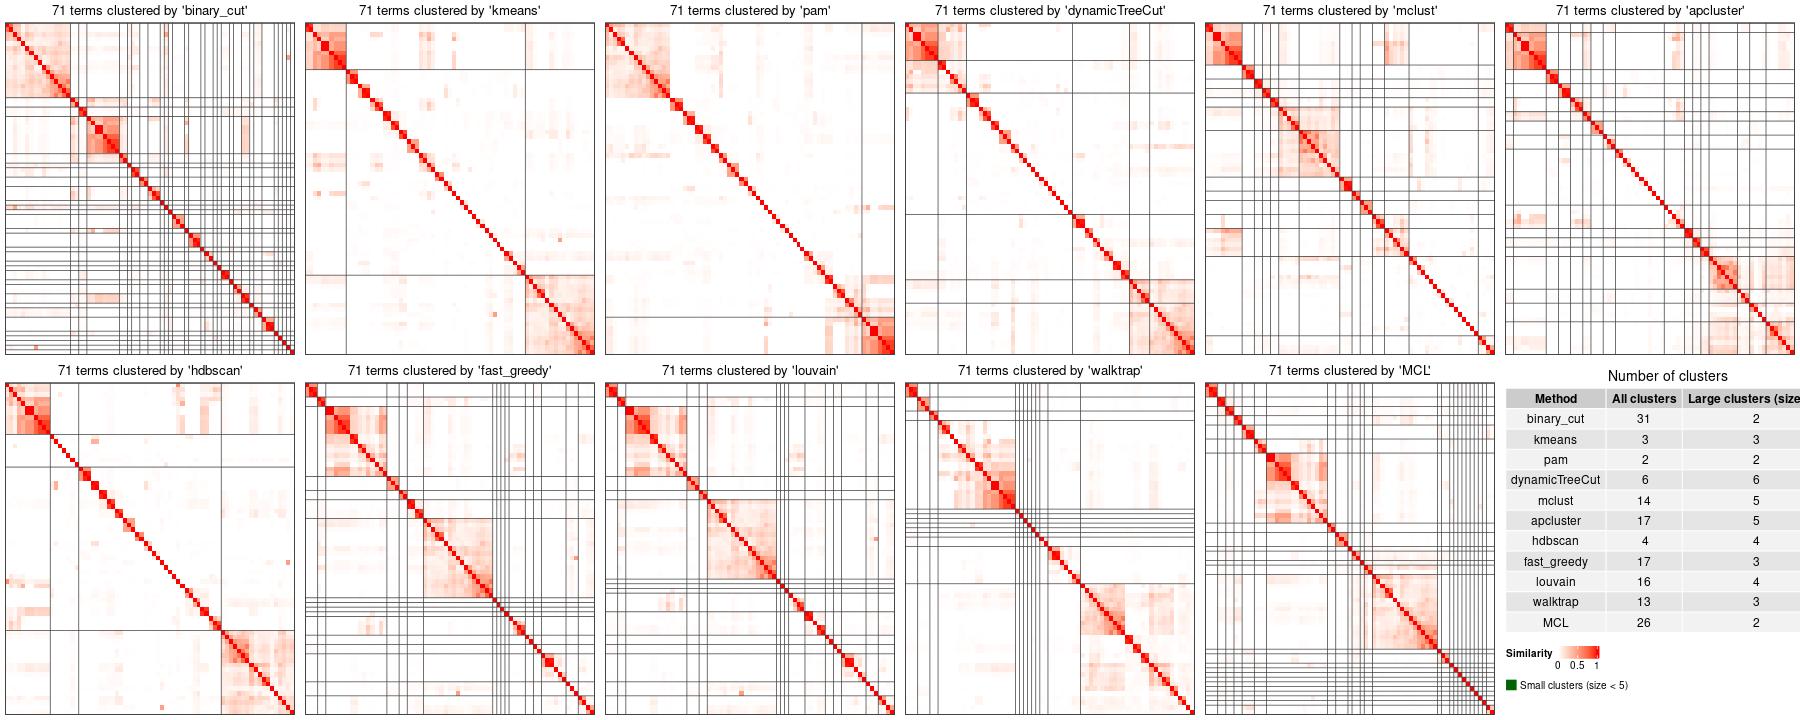 71 terms clustered by 'binary_cut'
71 terms clustered by 'kmeans'
71 terms clustered by 'pam'
71 terms clustered by 'dynamicTreeCut'
71 terms clustered by 'mclust'
71 terms clustered by 'apcluster'
71 terms clustered by 'hdbscan'
71 terms clustered by 'fast_greedy'
71 terms clustered by 'louvain'
71 terms clustered by 'walktrap'
71 terms clustered by 'MCL'
Number of clusters
Method All clusters Large clusters (size
binary_cut 31 2
kmeans 3 3
pam 2 2
dynamicTreeCut 6 6
mclust 14 5
apcluster 17 5
hdbscan 4 4
fast_greedy 17 3
louvain 16 4
walktrap 13 3
MCL 26 2
Similarity
0 0.5 1
Small clusters (size < 5)